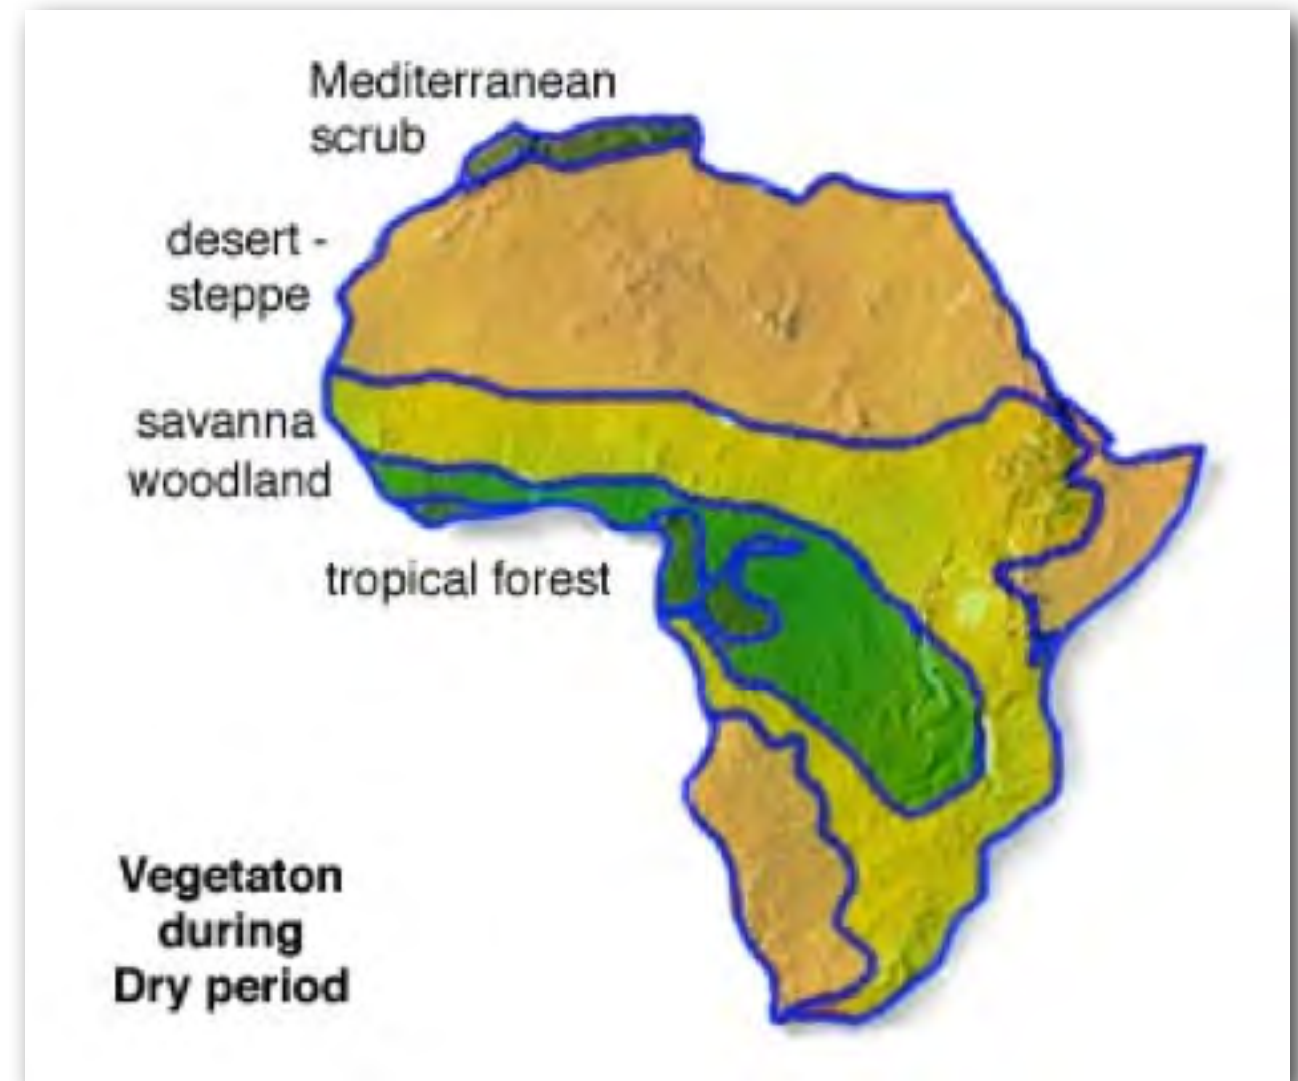 Mediterranean
scrub
desert -
steppe
savanna
woodland
tropical forest
Vegetaton
during
Dry period